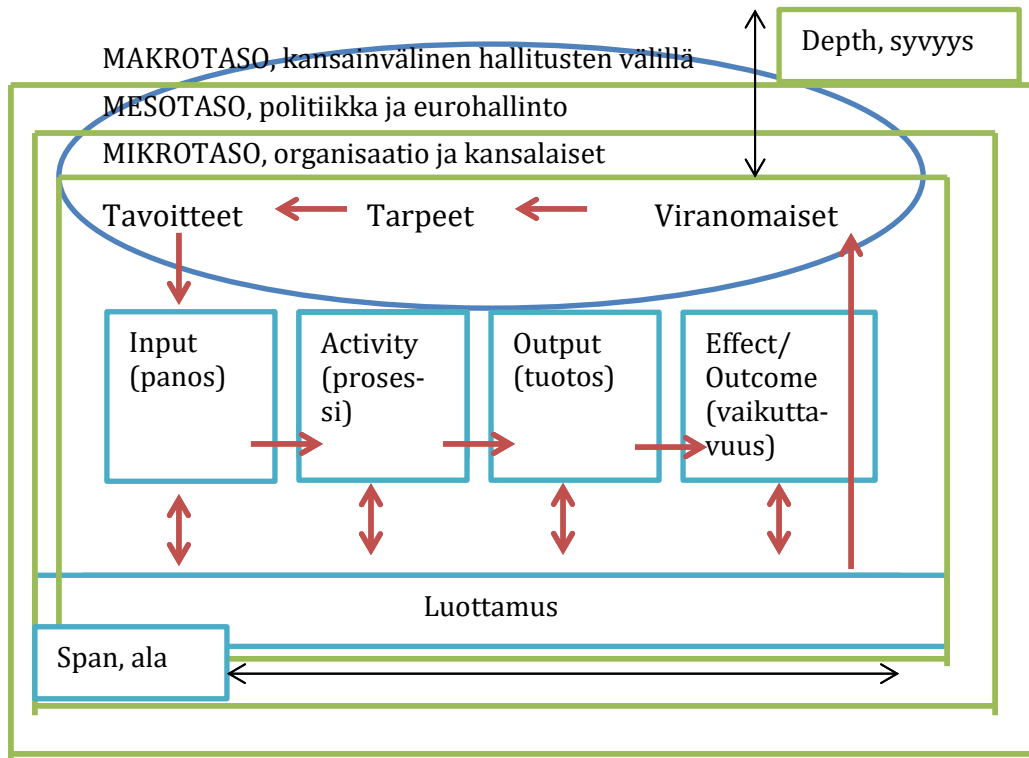 Depth, syvyys
MAKROTASO, kansainvälinen hallitusten välillä
MESOTASO, politiikka ja eurohallinto
MIKROTASO, organisaatio ja kansalaiset
Tavoitteet
Tarpeet
Viranomaiset
Input
(panos)
Activity
(proses-
si)
Output
(tuotos)
Effect/
Outcome
(vaikutta-
vuus)
Luottamus
Span, ala